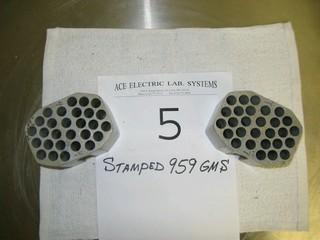 ACE ELECTRIC LAB. SYSTEMS
5
STAMPED 959 GMS